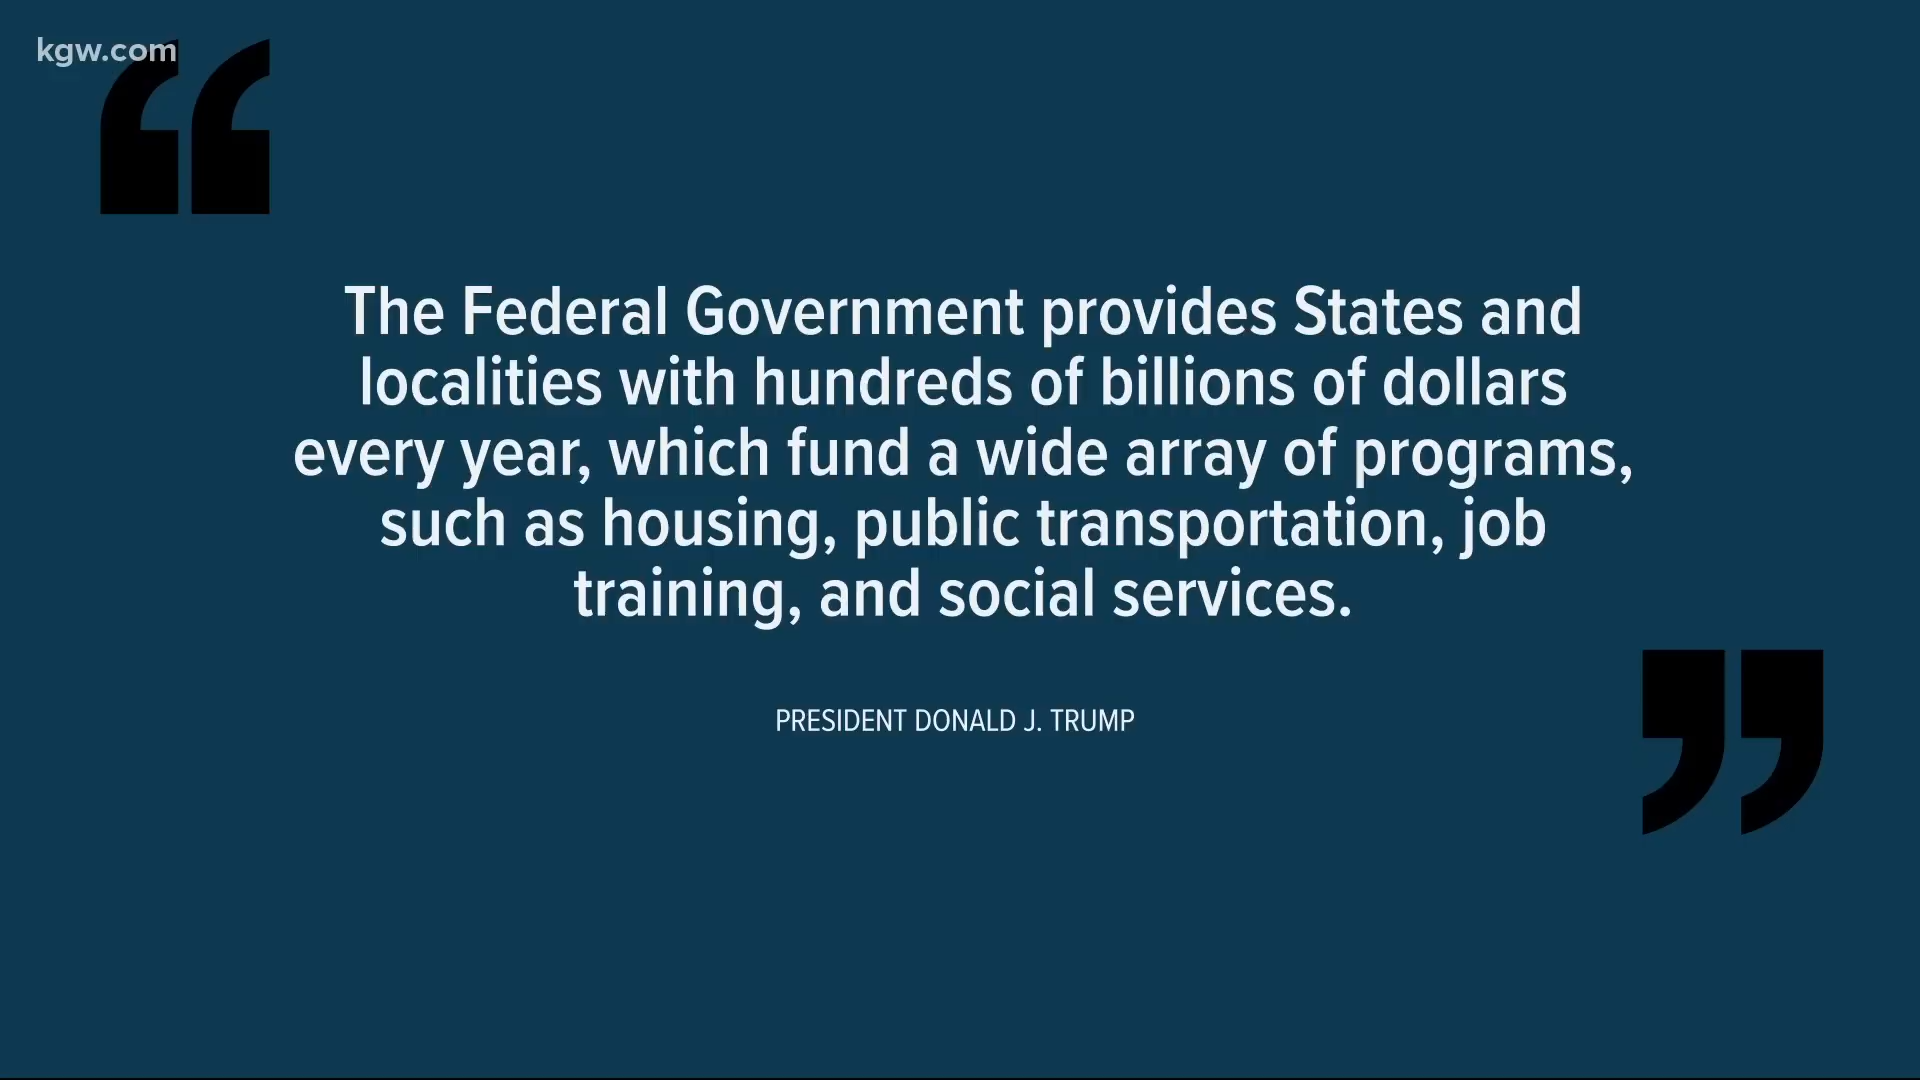 kgw.com
“
The Federal Government provides States and
localities with hundreds of billions of dollars
every year, which fund a wide array of programs,
such as housing, public transportation, job
training, and social services.
”
PRESIDENT DONALD J. TRUMP